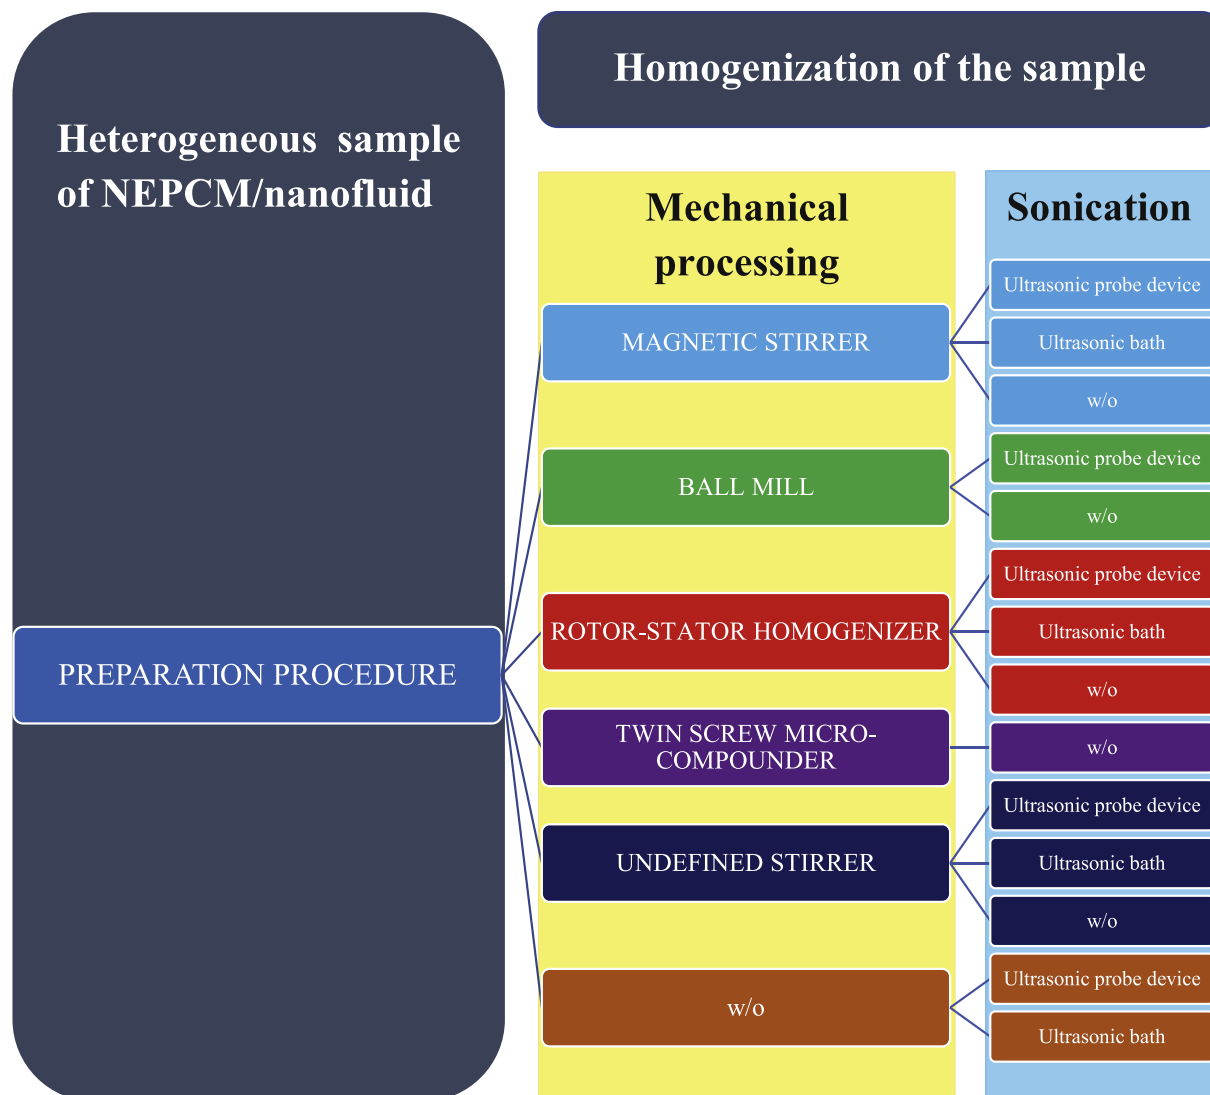 Heterogeneous sample
of NEPCM/nanofluid
PREPARATION PROCEDURE
Homogenization of the sample
Mechanical
processing
MAGNETIC STIRRER
BALL MILL
ROTOR-STATOR HOMOGENIZER
TWIN SCREW MICRO-
COMPOUNDER
UNDEFINED STIRRER
w/o
Sonication
Ultrasonic probe device
Ultrasonic bath
w/o
Ultrasonic probe device
w/o
Ultrasonic probe device
Ultrasonic bath
w/o
w/o
Ultrasonic probe device
Ultrasonic bath
w/o
Ultrasonic probe device
Ultrasonic bath